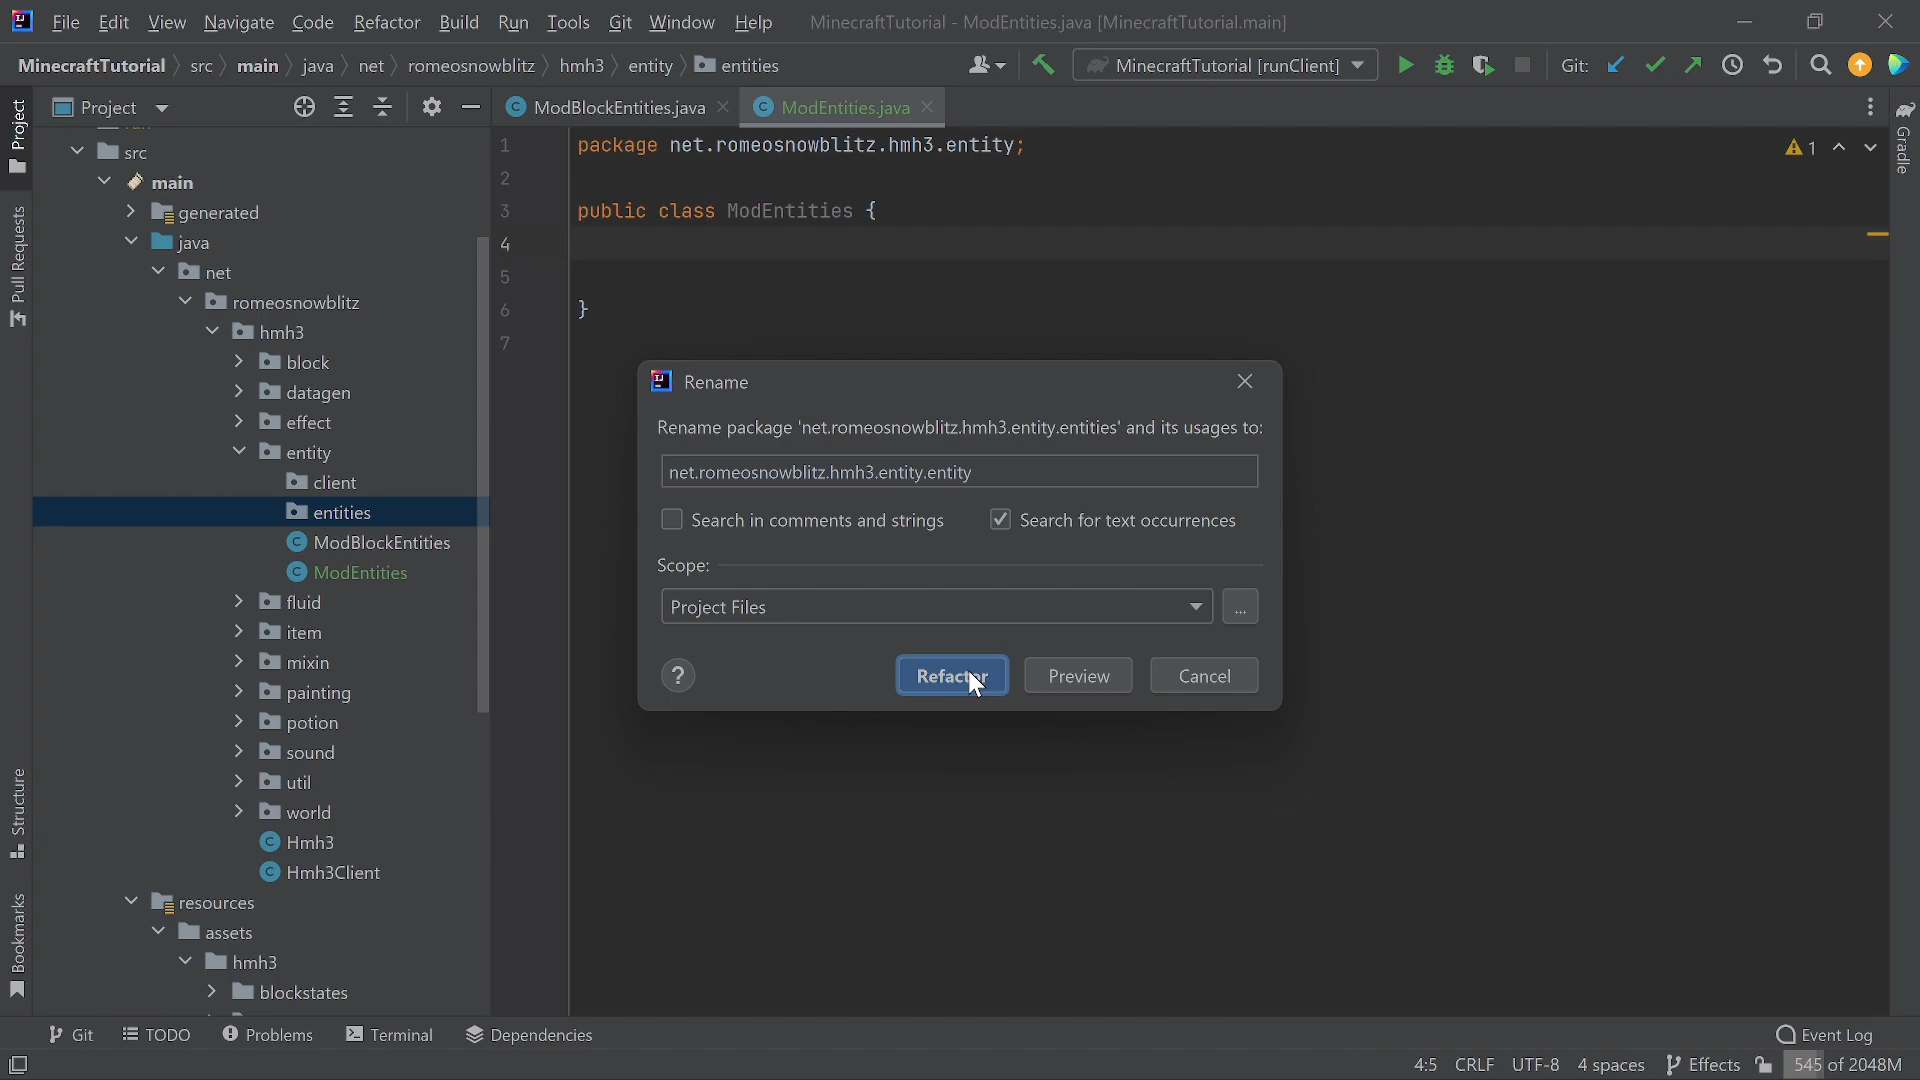 File Edit View Navigate Code Refactor Build Run Tools Git Window Help MinecraftTutorial - ModEntities.java [MinecraftTutorial.main]
MinecraftTutorial src main java net romeosnowblitz hmh3 entity entities MinecraftTutorial [runClient] Git:
Project
ModBlockEntities.java ModEntities.java
Project
Pull Requests
Structure
Bookmarks
Gradle
src
main
generated
java
net
romeosnowblitz
hmh3
block
datagen
effect
entity
client
entities
ModBlockEntities
ModEntities
fluid
item
mixin
painting
potion
sound
util
world
Hmh3
Hmh3Client
resources
assets
hmh3
blockstates
1 package net.romeosnowblitz.hmh3.entity; 1
2
3 public class ModEntities {
4
5
6 }
7
Rename
Rename package 'net.romeosnowblitz.hmh3.entity.entities' and its usages to:
net.romeosnowblitz.hmh3.entity.entity
Search in comments and strings Search for text occurrences
Scope:
Project Files ...
? Refactor Preview Cancel
Git TODO Problems Terminal Dependencies Event Log
4:5 CRLF UTF-8 4 spaces Effects 545 of 2048M